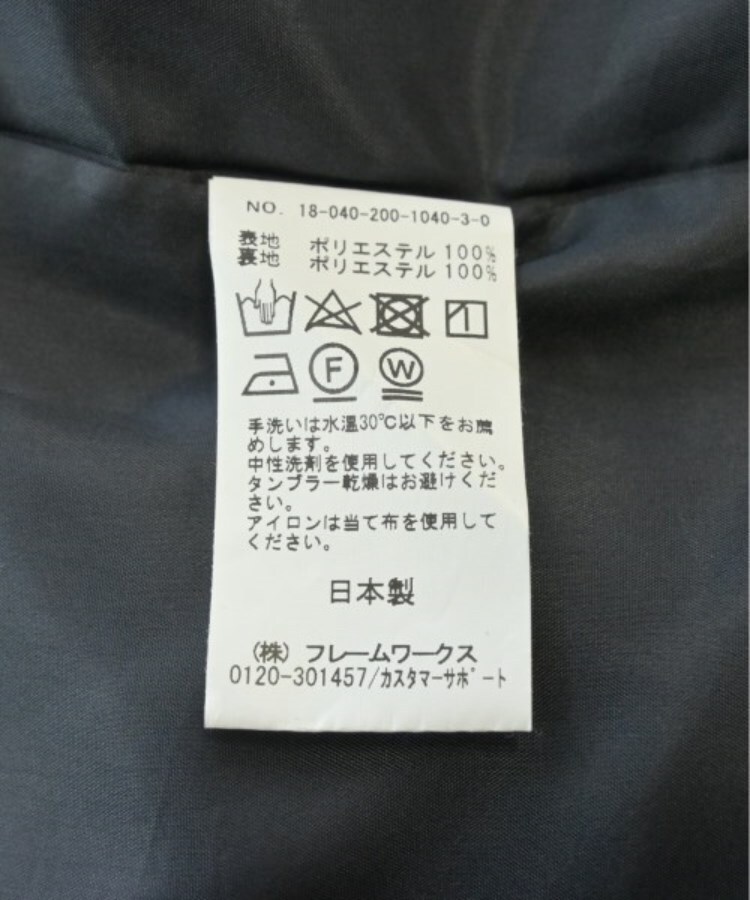 NO. 18-040-200-1040-3-0
表地 ポリエステル 100%
裏地 ポリエステル 100%
F W
手洗いは水温30℃以下をお薦
めします。
中性洗剤を使用してください。
タンブラー乾燥はお避けくだ
さい。
アイロンは当て布を使用して
ください。
日本製
(株) フレームワークス
0120-301457/ｶｽﾀﾏｰｻﾎﾟｰﾄ